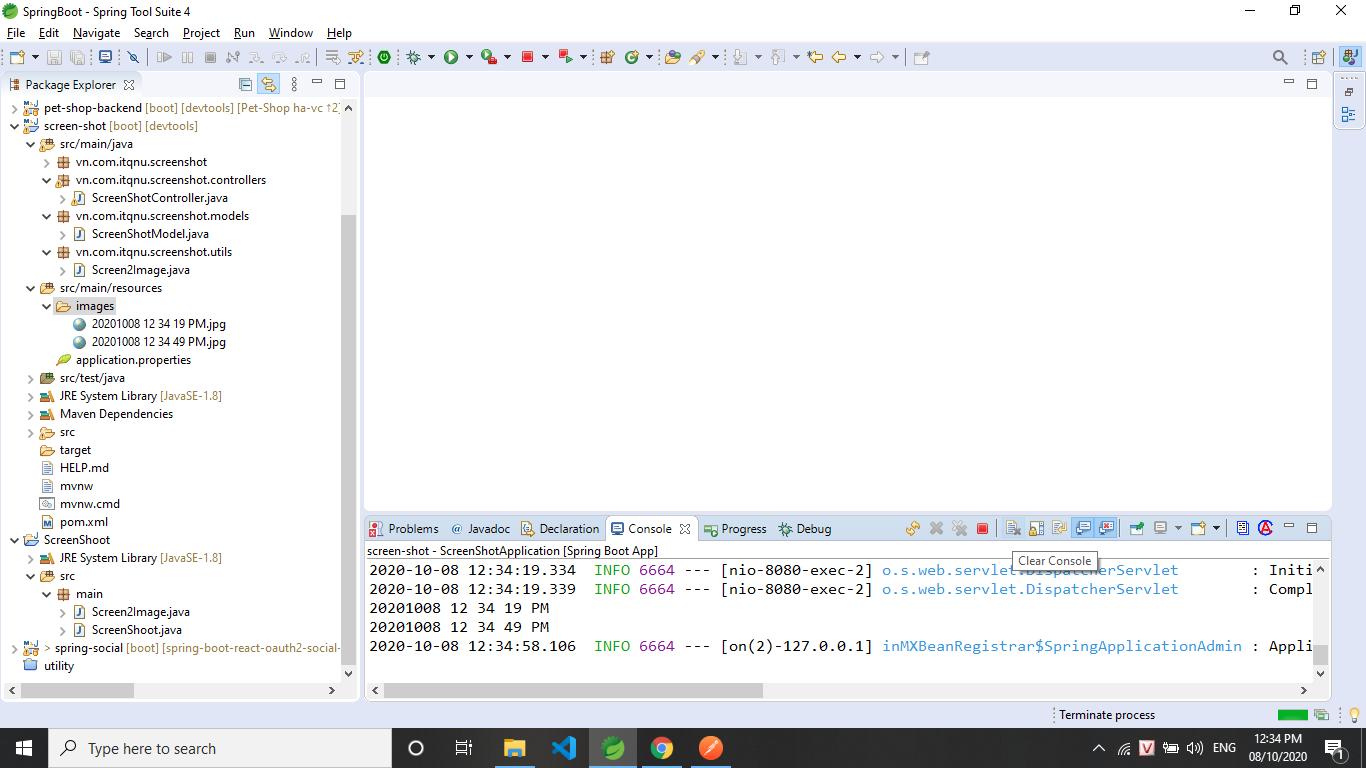 SpringBoot - Spring Tool Suite 4
File Edit Navigate Search Project Run Window Help
Package Explorer
pet-shop-backend [boot] [devtools] [Pet-Shop ha-vc ↑2]
screen-shot [boot] [devtools]
src/main/java
vn.com.itqnu.screenshot
vn.com.itqnu.screenshot.controllers
ScreenShotController.java
vn.com.itqnu.screenshot.models
ScreenShotModel.java
vn.com.itqnu.screenshot.utils
Screen2Image.java
src/main/resources
images
20201008 12 34 19 PM.jpg
20201008 12 34 49 PM.jpg
application.properties
src/test/java
JRE System Library [JavaSE-1.8]
Maven Dependencies
src
target
HELP.md
mvnw
mvnw.cmd
pom.xml
ScreenShoot
JRE System Library [JavaSE-1.8]
src
main
Screen2Image.java
ScreenShoot.java
> spring-social [boot] [spring-boot-react-oauth2-social-
utility
Problems @ Javadoc Declaration Console Progress Debug
screen-shot - ScreenShotApplication [Spring Boot App]
Clear Console
2020-10-08 12:34:19.334 INFO 6664 --- [nio-8080-exec-2] o.s.web.servlet.DispatcherServlet : Initi
2020-10-08 12:34:19.339 INFO 6664 --- [nio-8080-exec-2] o.s.web.servlet.DispatcherServlet : Compl
20201008 12 34 19 PM
20201008 12 34 49 PM
2020-10-08 12:34:58.106 INFO 6664 --- [on(2)-127.0.0.1] inMXBeanRegistrar$SpringApplicationAdmin : Appli
Terminate process
Type here to search
ENG
12:34 PM
08/10/2020
1